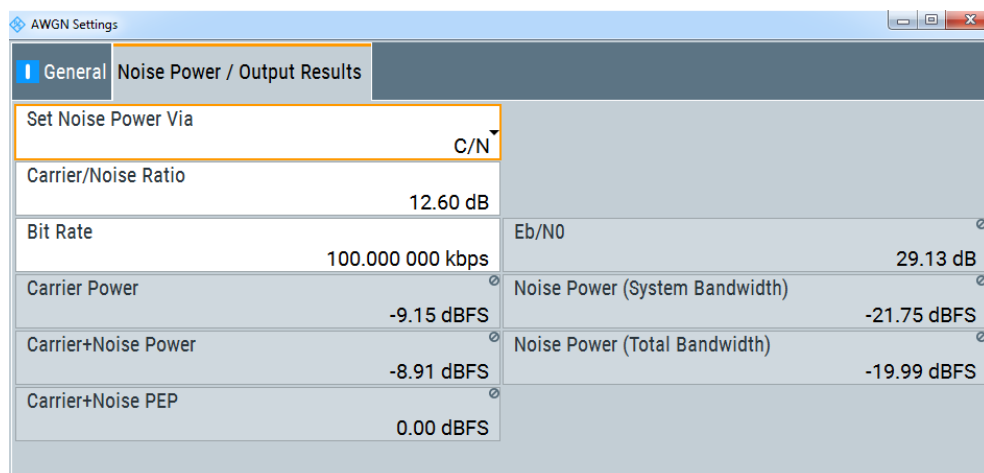 AWGN Settings
General Noise Power / Output Results
Set Noise Power Via
C/N
Carrier/Noise Ratio
12.60 dB
Bit Rate
100.000 000 kbps
Eb/N0
29.13 dB
Carrier Power
-9.15 dBFS
Noise Power (System Bandwidth)
-21.75 dBFS
Carrier+Noise Power
-8.91 dBFS
Noise Power (Total Bandwidth)
-19.99 dBFS
Carrier+Noise PEP
0.00 dBFS